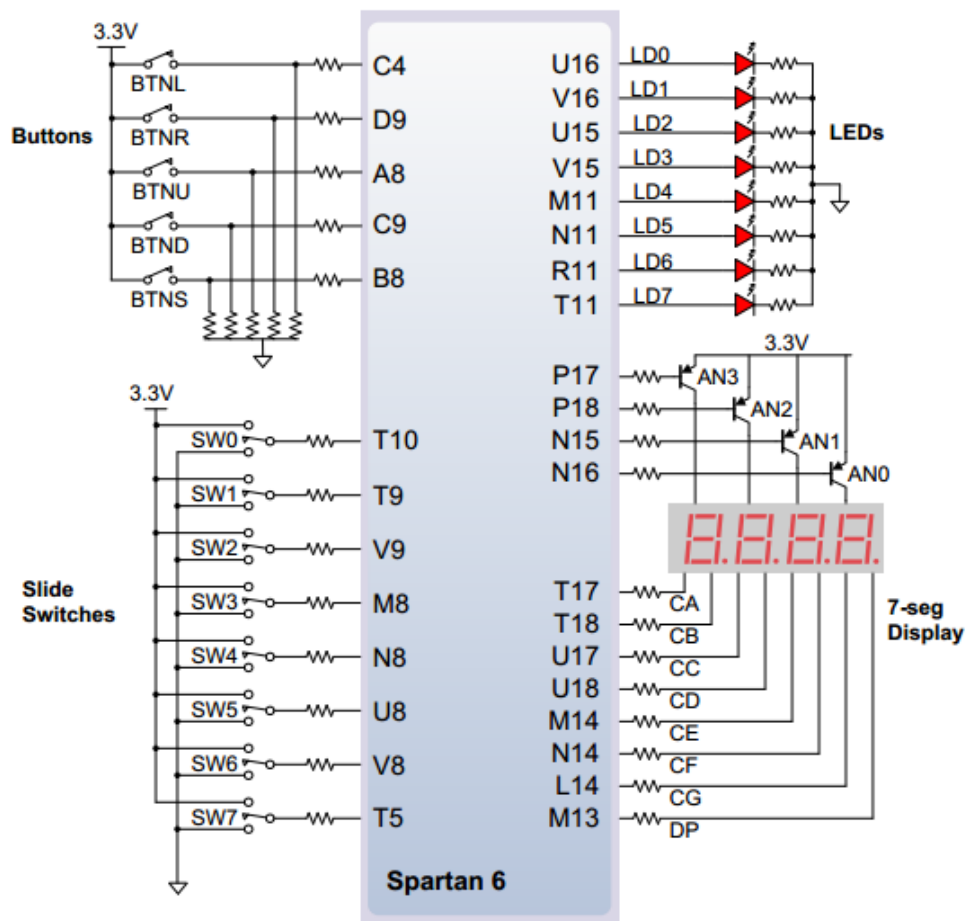 3.3V
BTNL
BTNR
BTNU
BTND
BTNS
Buttons
C4
D9
A8
C9
B8
3.3V
SW0
SW1
SW2
SW3
SW4
SW5
SW6
SW7
Slide
Switches
T10
T9
V9
M8
N8
U8
V8
T5
Spartan 6
U16 LD0
V16 LD1
U15 LD2
V15 LD3
M11 LD4
N11 LD5
R11 LD6
T11 LD7
LEDs
3.3V
P17 AN3
P18 AN2
N15 AN1
N16 AN0
8.8.8.8.
T17 CA
T18 CB
U17 CC
U18 CD
M14 CE
N14 CF
L14 CG
M13 DP
7-seg
Display